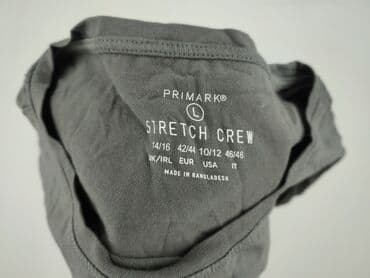 PRIMARK®
L
STRETCH CREW
14/16 42/44 10/12 46/48
UK/IRL EUR USA IT
MADE IN BANGLADESH